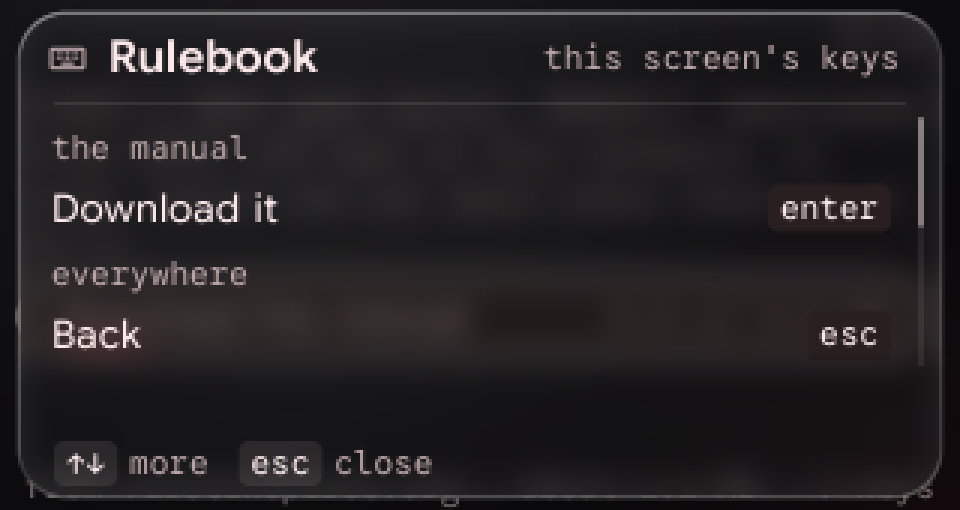 Rulebook this screen's keys
the manual
Download it enter
everywhere
Back esc
↑↓ more esc close